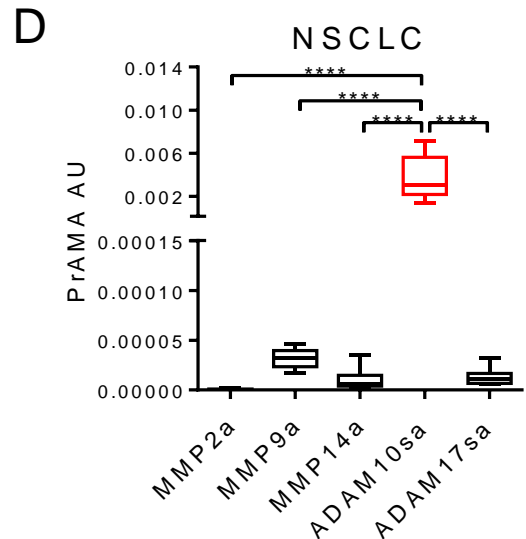 D
NSCLC
PrAMA AU
0.014
0.010
0.006
0.002
0.00015
0.00010
0.00005
0.00000
****
****
**** ****
MMP2a
MMP9a
MMP14a
ADAM10sa
ADAM17sa